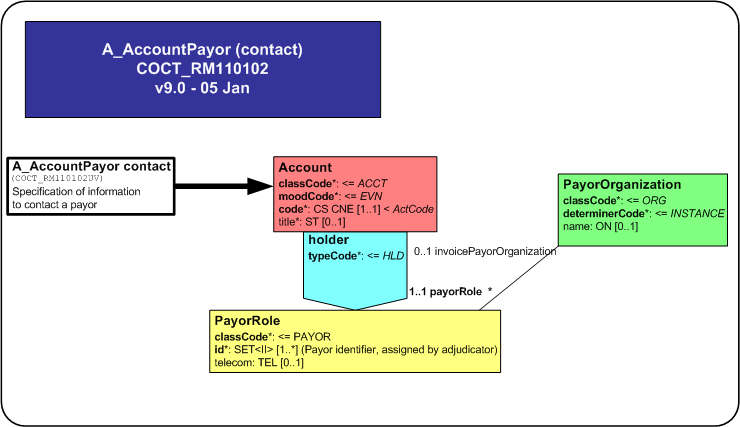 A_AccountPayor (contact)
COCT_RM110102
v9.0 - 05 Jan
A_AccountPayor contact
(COCT_RM110102UV)
Specification of information
to contact a payor
Account
classCode*: <= ACCT
moodCode*: <= EVN
code*: CS CNE [1..1] < ActCode
title*: ST [0..1]
PayorOrganization
classCode*: <= ORG
determinerCode*: <= INSTANCE
name: ON [0..1]
holder
typeCode*: <= HLD
0..1 invoicePayorOrganization
1..1 payorRole *
PayorRole
classCode*: <= PAYOR
id*: SET<II> [1..*] (Payor identifier, assigned by adjudicator)
telecom: TEL [0..1]